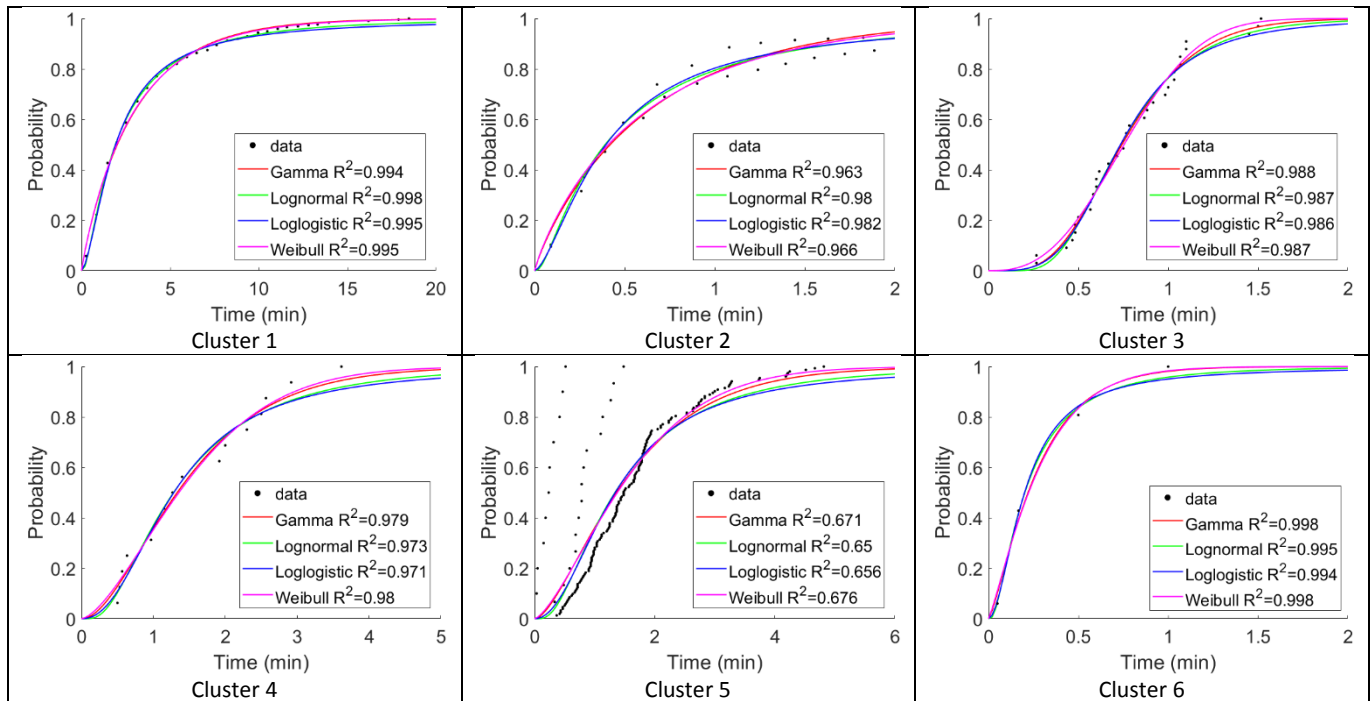 1
0.8
0.6
0.4
0.2
0
Probability
data
Gamma R²=0.994
Lognormal R²=0.998
Loglogistic R²=0.995
Weibull R²=0.995
0 5 10 15 20
Time (min)
Cluster 1
1
0.8
0.6
0.4
0.2
0
Probability
data
Gamma R²=0.963
Lognormal R²=0.98
Loglogistic R²=0.982
Weibull R²=0.966
0 0.5 1 1.5 2
Time (min)
Cluster 2
1
0.8
0.6
0.4
0.2
0
Probability
data
Gamma R²=0.988
Lognormal R²=0.987
Loglogistic R²=0.986
Weibull R²=0.987
0 0.5 1 1.5 2
Time (min)
Cluster 3
1
0.8
0.6
0.4
0.2
0
Probability
data
Gamma R²=0.979
Lognormal R²=0.973
Loglogistic R²=0.971
Weibull R²=0.98
0 1 2 3 4 5
Time (min)
Cluster 4
1
0.8
0.6
0.4
0.2
0
Probability
data
Gamma R²=0.671
Lognormal R²=0.65
Loglogistic R²=0.656
Weibull R²=0.676
0 2 4 6
Time (min)
Cluster 5
1
0.8
0.6
0.4
0.2
0
Probability
data
Gamma R²=0.998
Lognormal R²=0.995
Loglogistic R²=0.994
Weibull R²=0.998
0 0.5 1 1.5 2
Time (min)
Cluster 6